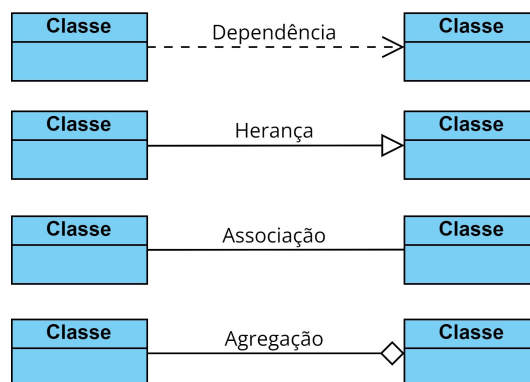 Classe Dependência Classe
Classe Herança Classe
Classe Associação Classe
Classe Agregação Classe